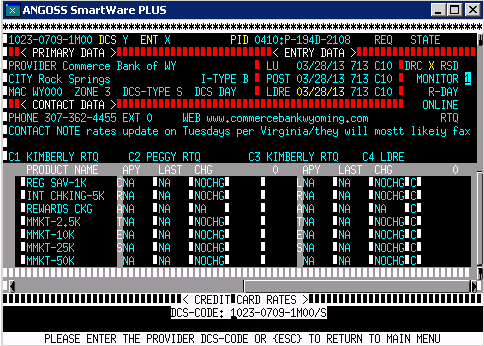 ANGOSS SmartWare PLUS
1023-0709-1M00 DCS Y ENT X PID 0410:P-194D-2108 REQ STATE
< PRIMARY DATA > < ENTRY DATA >
PROVIDER Commerce Bank of WY LU 03/28/13 713 C10 DRC X RSD
CITY Rock Springs I-TYPE B POST 03/28/13 713 C10 MONITOR 1
MAC WY000 ZONE 3 DCS-TYPE S DCS DAY LDRE 03/28/13 713 C10 R-DAY
< CONTACT DATA > ONLINE
PHONE 307-362-4455 EXT 0 WEB www.commercebankwyoming.com RTQ
CONTACT NOTE rates update on Tuesdays per Virginia/they will mostt likeiy fax
C1 KIMBERLY RTQ C2 PEGGY RTQ C3 KIMBERLY RTQ C4 LDRE
PRODUCT NAME APY LAST CHG 0 APY LAST CHG 0
REG SAV-1K CNA NA NOCHG LNA NA NOCHG C
INT CHKING-5K RNA NA NOCHG RNA NA NOCHG
REWARDS CKG ANA NA NA ANA NA NA
MMKT-2.5K TNA NA NOCHG TNA NA NOCHG C
MMKT-10K ENA NA NOCHG ENA NA NOCHG C
MMKT-25K SNA NA NOCHG SNA NA NOCHG C
MMKT-50K NA NA NOCHG NA NA NOCHG C
< CREDIT CARD RATES >
DCS-CODE: 1023-0709-1M00/S
PLEASE ENTER THE PROVIDER DCS-CODE OR {ESC} TO RETURN TO MAIN MENU